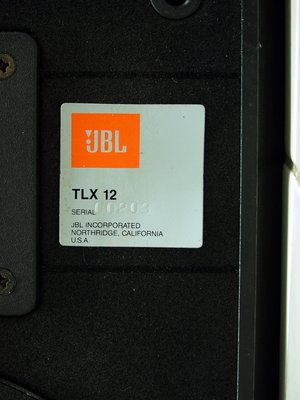 JBL
TLX 12
SERIAL
JBL INCORPORATED
NORTHRIDGE, CALIFORNIA
U.S.A